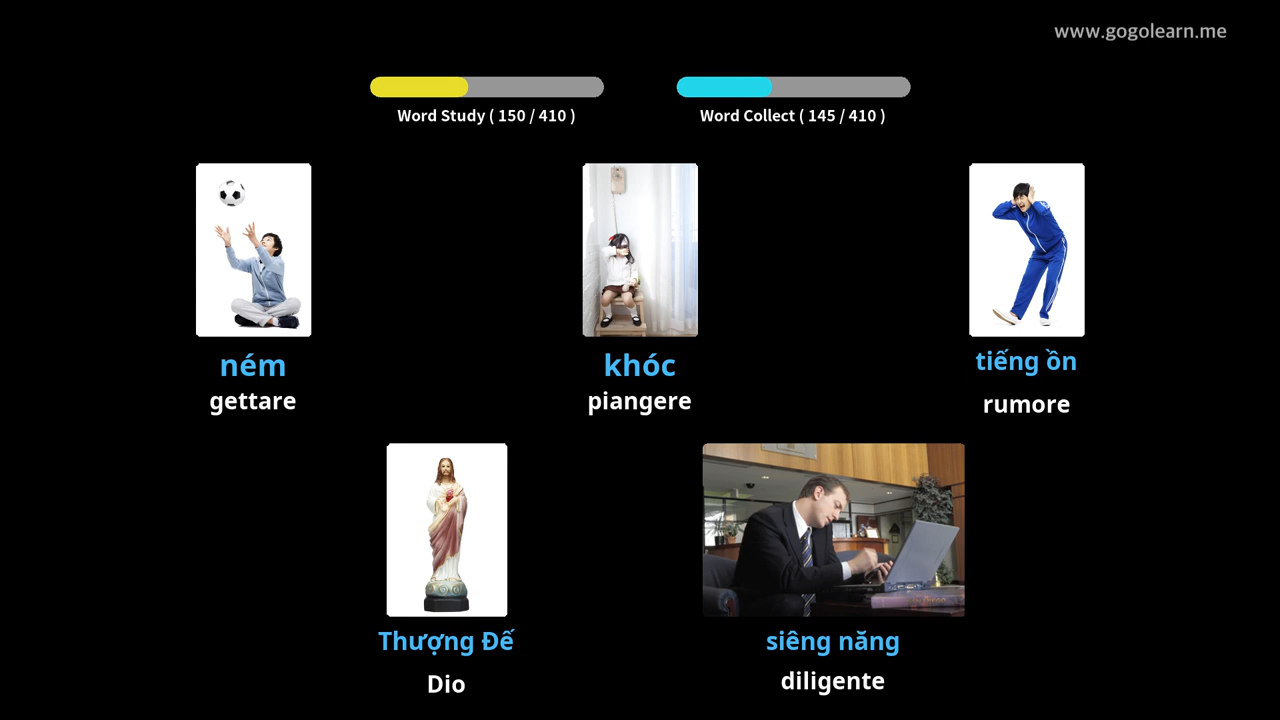 www.gogolearn.me
Word Study ( 150 / 410 )
Word Collect ( 145 / 410 )
ném
gettare
khóc
piangere
tiếng ồn
rumore
Thượng Đế
Dio
siêng năng
diligente